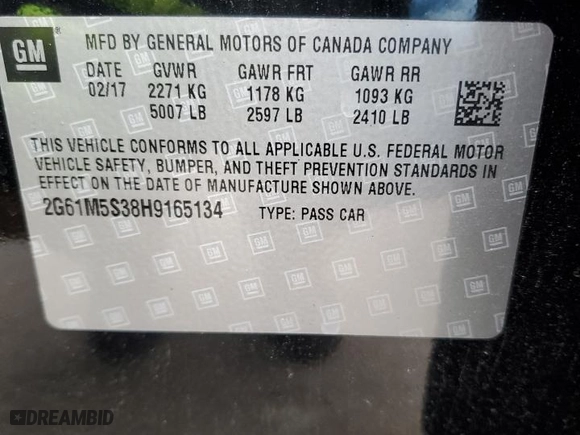 GM
MFD BY GENERAL MOTORS OF CANADA COMPANY
DATE GVWR GAWR FRT GAWR RR
02/17 2271 KG 1178 KG 1093 KG
5007 LB 2597 LB 2410 LB
THIS VEHICLE CONFORMS TO ALL APPLICABLE U.S. FEDERAL MOTOR
VEHICLE SAFETY, BUMPER, AND THEFT PREVENTION STANDARDS IN
EFFECT ON THE DATE OF MANUFACTURE SHOWN ABOVE.
2G61M5S38H9165134 TYPE: PASS CAR
DREAMBID